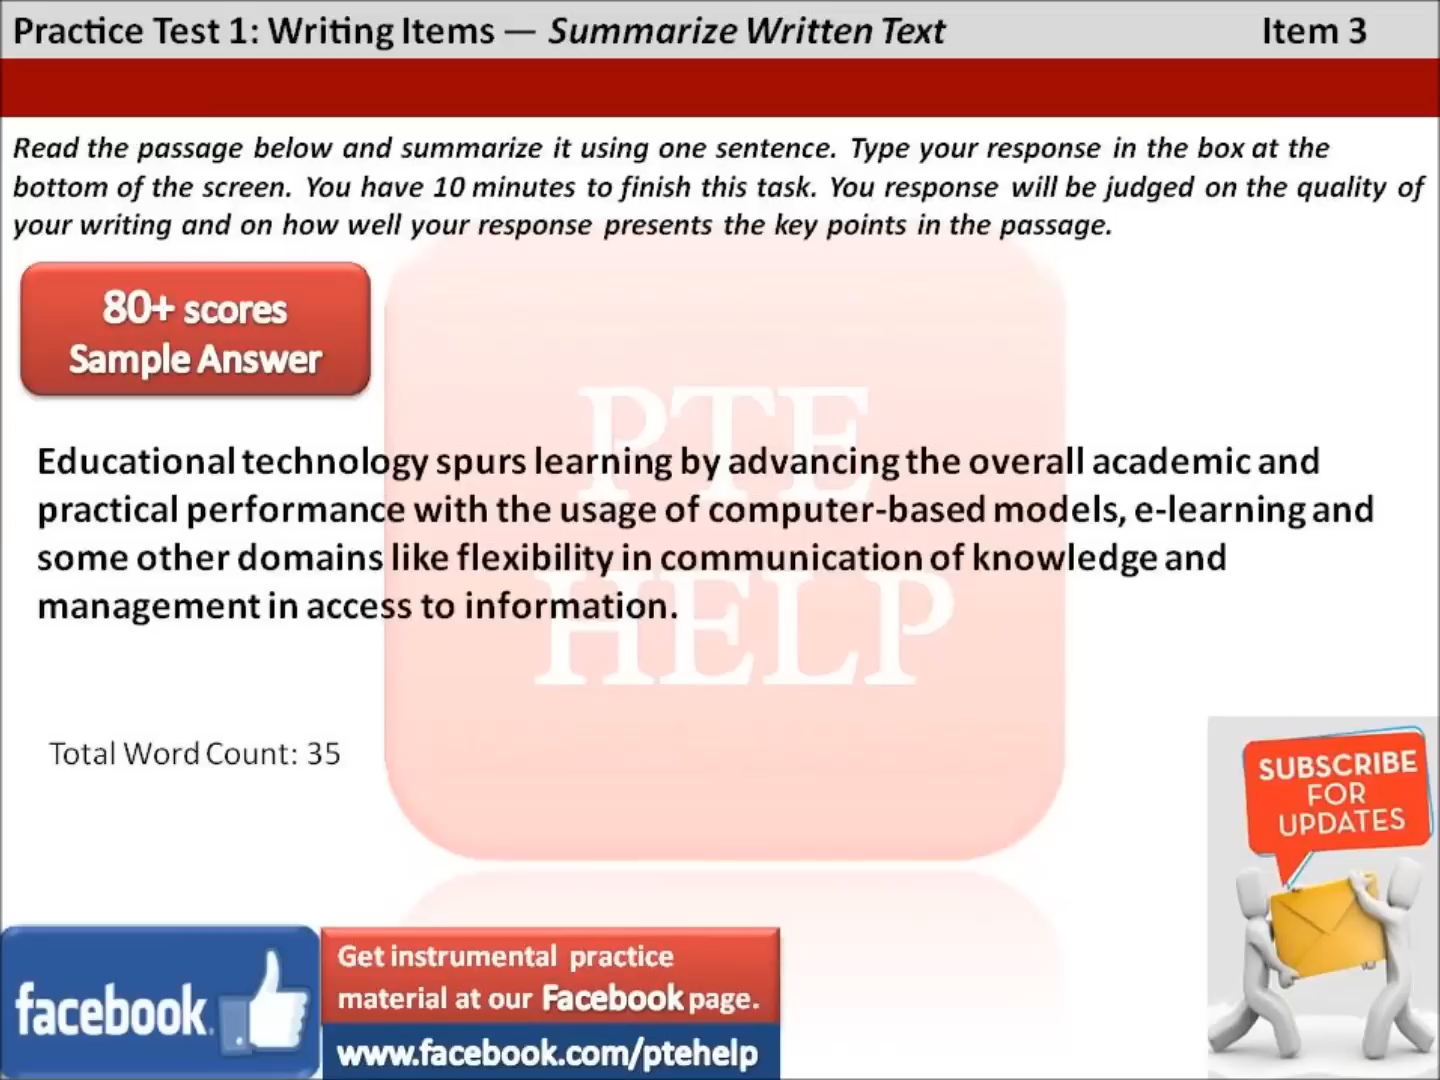 Practice Test 1: Writing Items — Summarize Written Text
Item 3
Read the passage below and summarize it using one sentence. Type your response in the box at the
bottom of the screen. You have 10 minutes to finish this task. You response will be judged on the quality of
your writing and on how well your response presents the key points in the passage.
80+ scores
Sample Answer
PTE
HELP
Educational technology spurs learning by advancing the overall academic and
practical performance with the usage of computer-based models, e-learning and
some other domains like flexibility in communication of knowledge and
management in access to information.
Total Word Count: 35
SUBSCRIBE
FOR
UPDATES
facebook.
Get instrumental practice
material at our Facebook page.
www.facebook.com/ptehelp